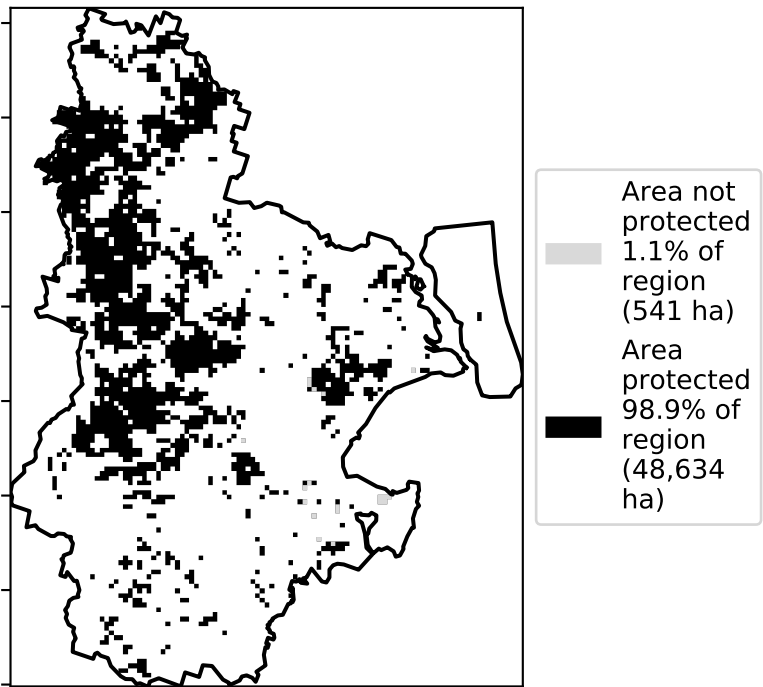 Area not
protected
1.1% of
region
(541 ha)
Area
protected
98.9% of
region
(48,634
ha)